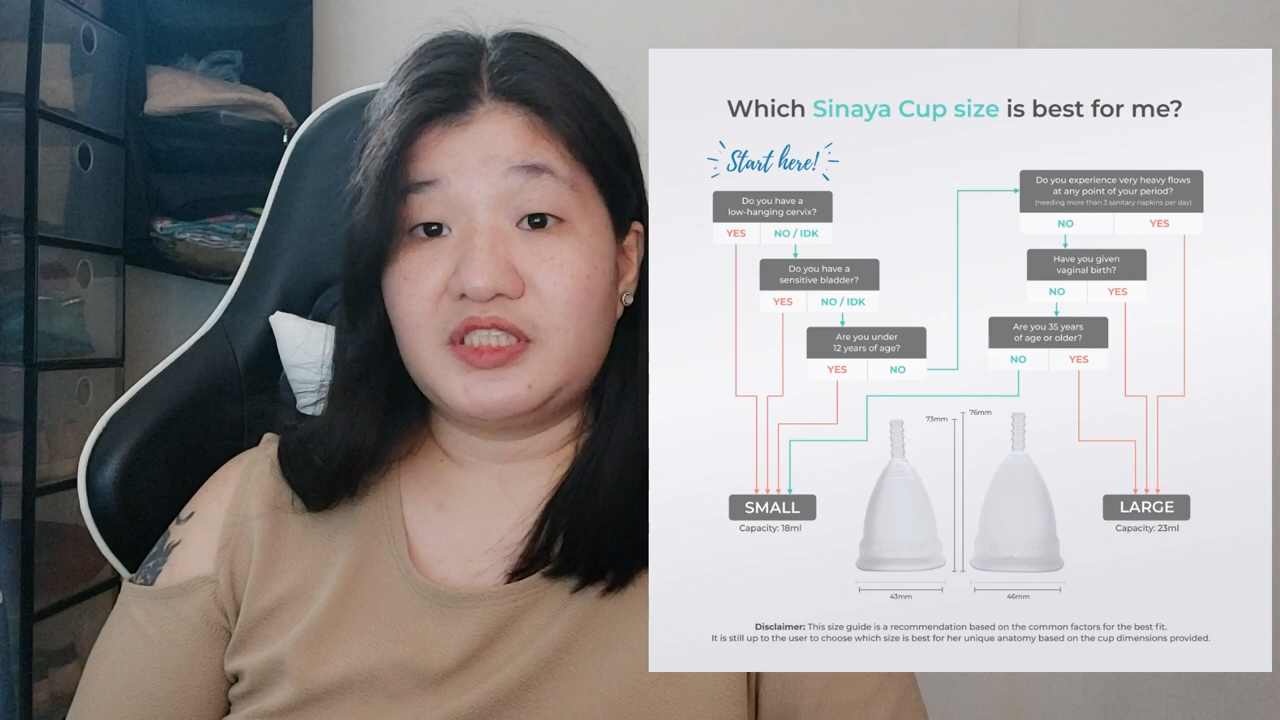 Which Sinaya Cup size is best for me?
Start here!
Do you have a
low-hanging cervix?
YES
NO / IDK
Do you have a
sensitive bladder?
YES
NO / IDK
Are you under
12 years of age?
YES
NO
Do you experience very heavy flows
at any point of your period?
(needing more than 3 sanitary napkins per day)
NO
YES
Have you given
vaginal birth?
NO
YES
Are you 35 years
of age or older?
NO
YES
73mm
76mm
SMALL
Capacity: 18ml
LARGE
Capacity: 23ml
43mm
46mm
Disclaimer: This size guide is a recommendation based on the common factors for the best fit.
It is still up to the user to choose which size is best for her unique anatomy based on the cup dimensions provided.